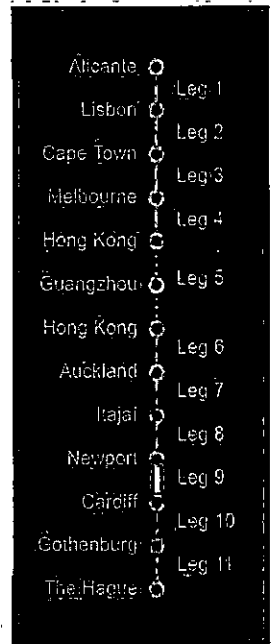 Alicante
Leg 1
Lisbon
Leg 2
Cape Town
Leg 3
Melbourne
Leg 4
Hong Kong
Guangzhou Leg 5
Hong Kong
Leg 6
Auckland
Leg 7
Itajaí
Leg 8
Newport
Leg 9
Cardiff
Leg 10
Gothenburg
Leg 11
The Hague